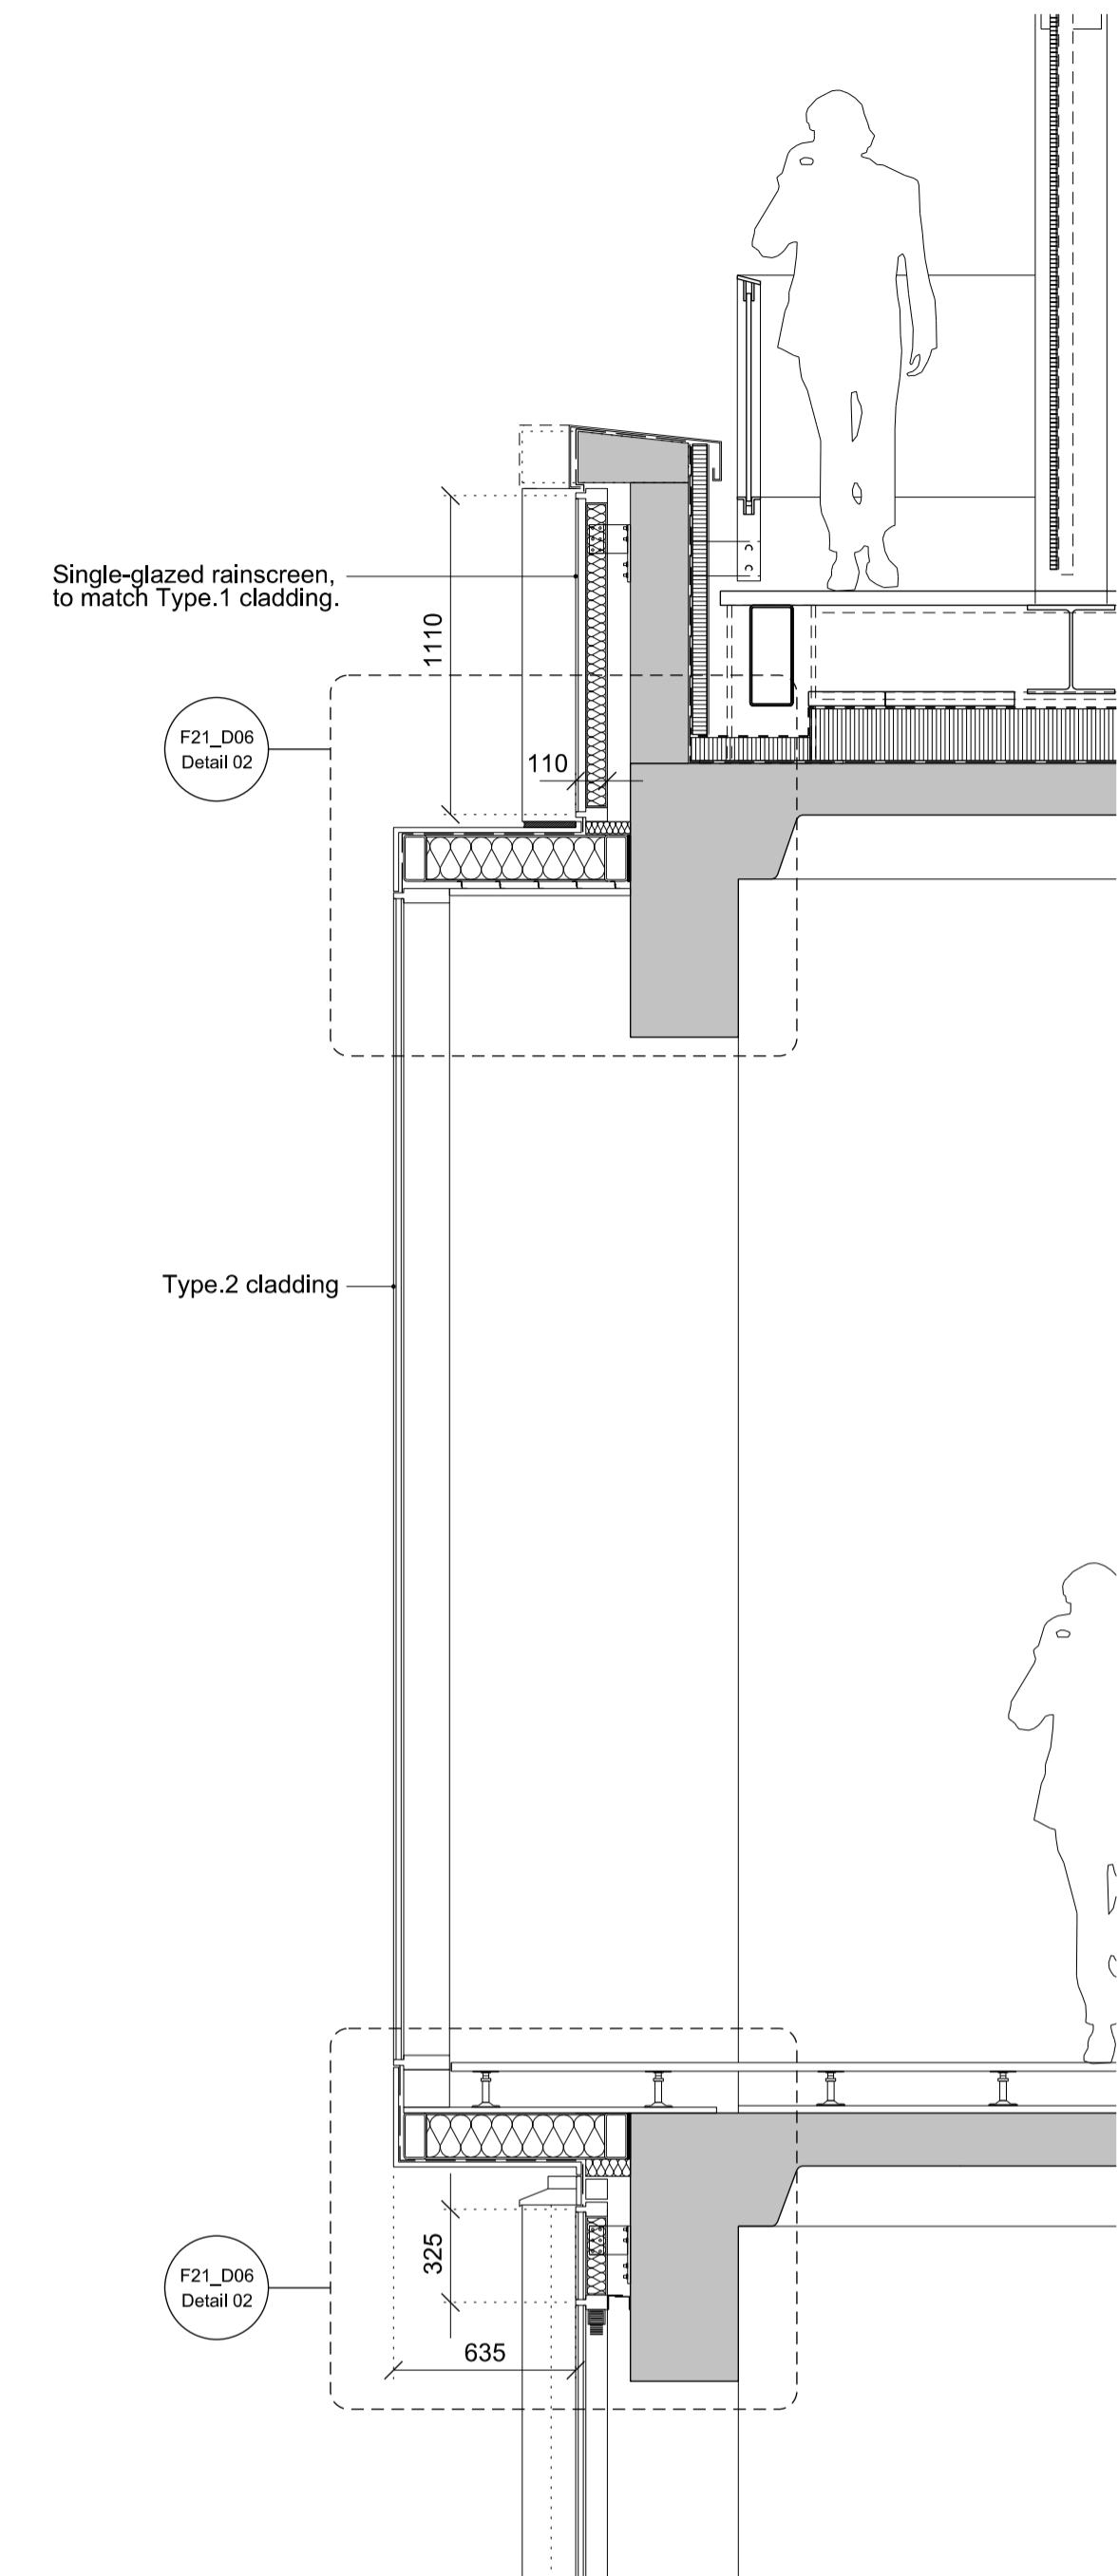 Single-glazed rainscreen,
to match Type.1 cladding.
1110
F21_D06
Detail 02
110
Type.2 cladding
325
F21_D06
Detail 02
635